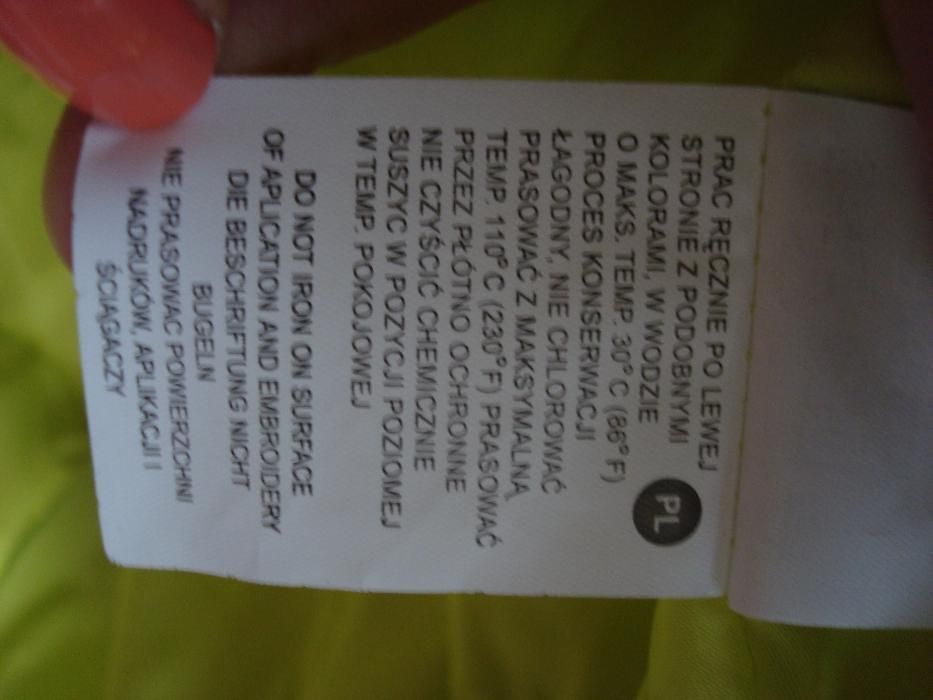 PRAC RĘCZNIE PO LEWEJ
STRONIE Z PODOBNYMI
KOLORAMI, W WODZIE
O MAKS. TEMP. 30°C (86°F)
PROCES KONSERWACJI
ŁAGODNY, NIE CHLOROWAĆ
PRASOWAĆ Z MAKSYMALNĄ
TEMP. 110°C (230°F) PRASOWAĆ
PRZEZ PŁÓTNO OCHRONNE
NIE CZYŚCIĆ CHEMICZNIE
SUSZYC W POZYCJI POZIOMEJ
W TEMP. POKOJOWEJ
PL
DO NOT IRON ON SURFACE
OF APLICATION AND EMBROIDERY
DIE BESCHRIFTUNG NICHT
BUGELN
NIE PRASOWAC POWIERZCHNI
NADRUKÓW, APLIKACJI I
ŚCIĄGACZY